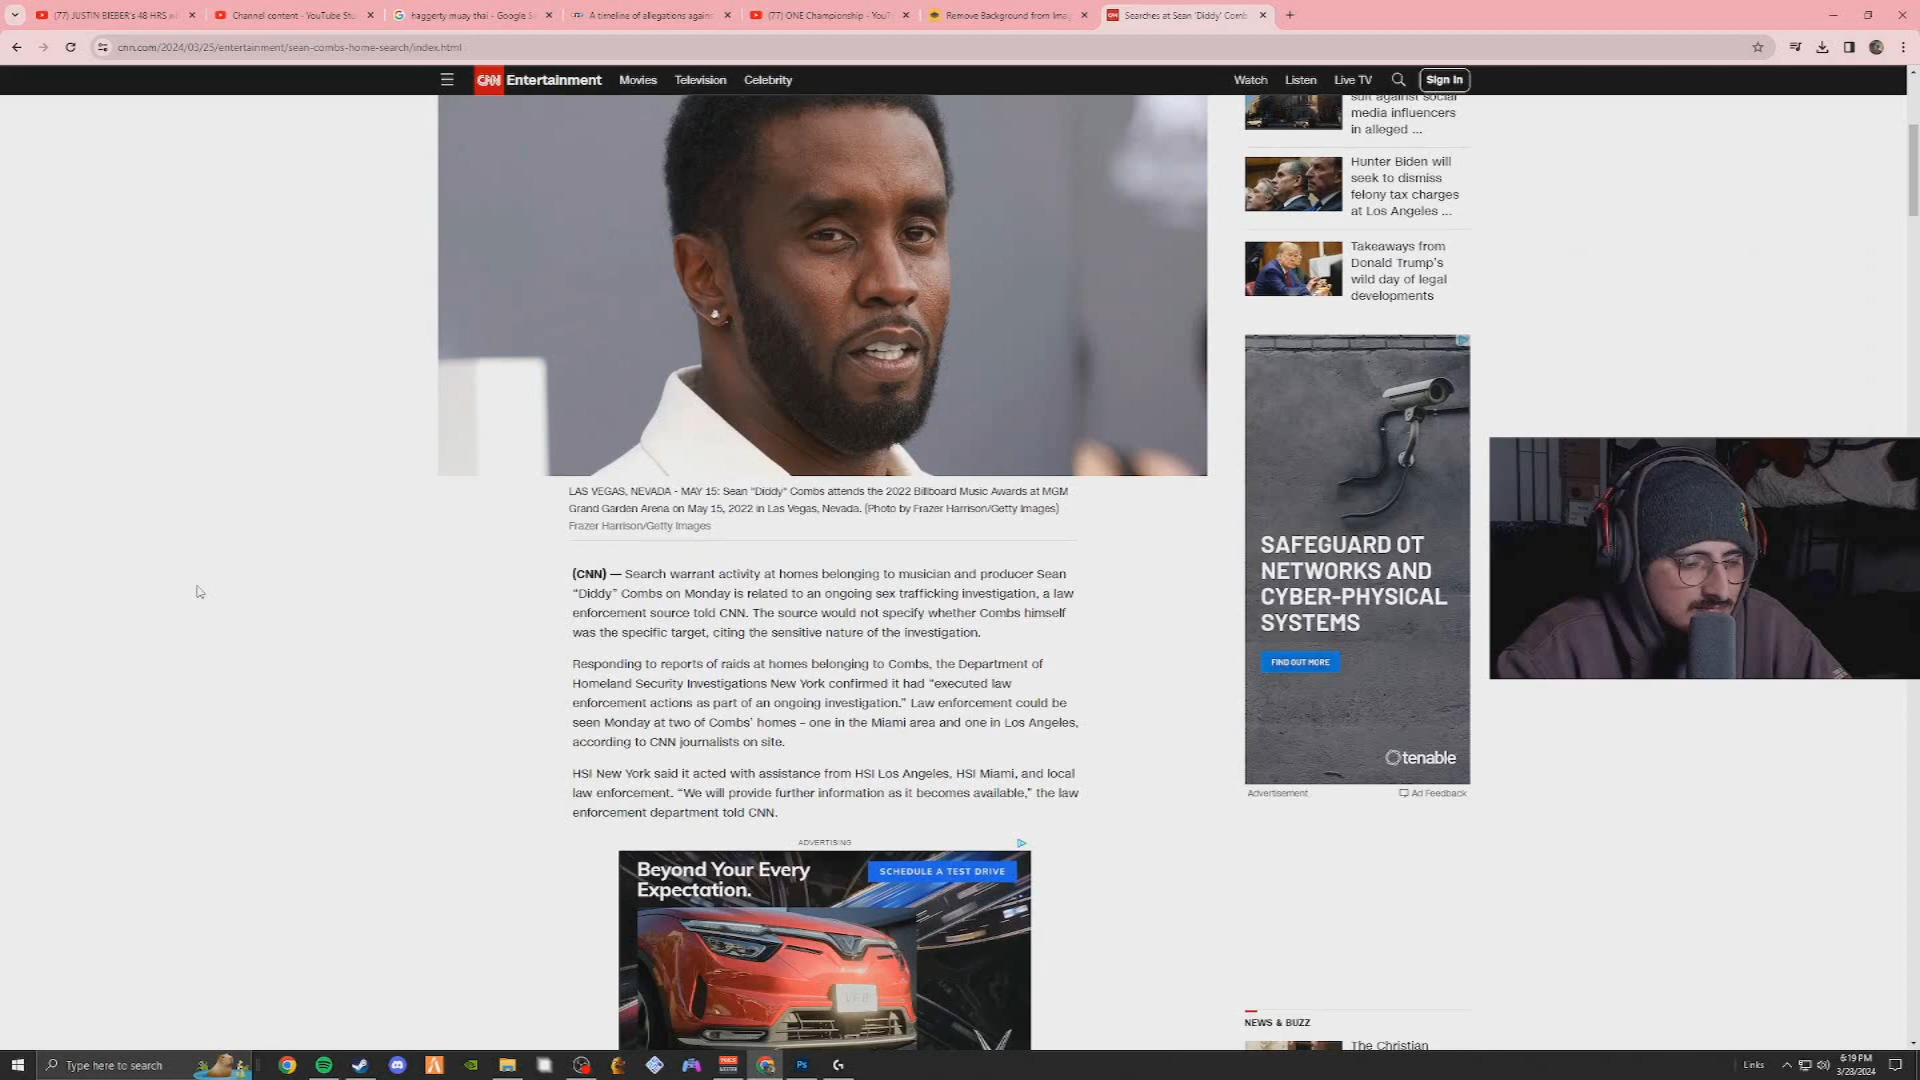 (77) JUSTIN BIEBER's 48 HRS wi
Channel content - YouTube Stu
haggerty muay thai - Google S
A timeline of allegations again
(77) ONE Championship - YouT
Remove Background from Ima
Searches at Sean 'Diddy' Comb
cnn.com/2024/03/25/entertainment/sean-combs-home-search/index.html
CNN Entertainment Movies Television Celebrity
Watch Listen Live TV Sign in
suit against social
media influencers
in alleged ...
Hunter Biden will
seek to dismiss
felony tax charges
at Los Angeles ...
Takeaways from
Donald Trump's
wild day of legal
developments
LAS VEGAS, NEVADA - MAY 15: Sean "Diddy" Combs attends the 2022 Billboard Music Awards at MGM
Grand Garden Arena on May 15, 2022 in Las Vegas, Nevada. (Photo by Frazer Harrison/Getty Images)
Frazer Harrison/Getty Images
(CNN) — Search warrant activity at homes belonging to musician and producer Sean
"Diddy" Combs on Monday is related to an ongoing sex trafficking investigation, a law
enforcement source told CNN. The source would not specify whether Combs himself
was the specific target, citing the sensitive nature of the investigation.
Responding to reports of raids at homes belonging to Combs, the Department of
Homeland Security Investigations New York confirmed it had "executed law
enforcement actions as part of an ongoing investigation." Law enforcement could be
seen Monday at two of Combs' homes – one in the Miami area and one in Los Angeles,
according to CNN journalists on site.
HSI New York said it acted with assistance from HSI Los Angeles, HSI Miami, and local
law enforcement. "We will provide further information as it becomes available," the law
enforcement department told CNN.
ADVERTISING
Beyond Your Every
Expectation.
SCHEDULE A TEST DRIVE
SAFEGUARD OT
NETWORKS AND
CYBER-PHYSICAL
SYSTEMS
FIND OUT MORE
tenable
Advertisement
Ad Feedback
NEWS & BUZZ
The Christian
Type here to search
Ps
Links
6:19 PM
3/28/2024